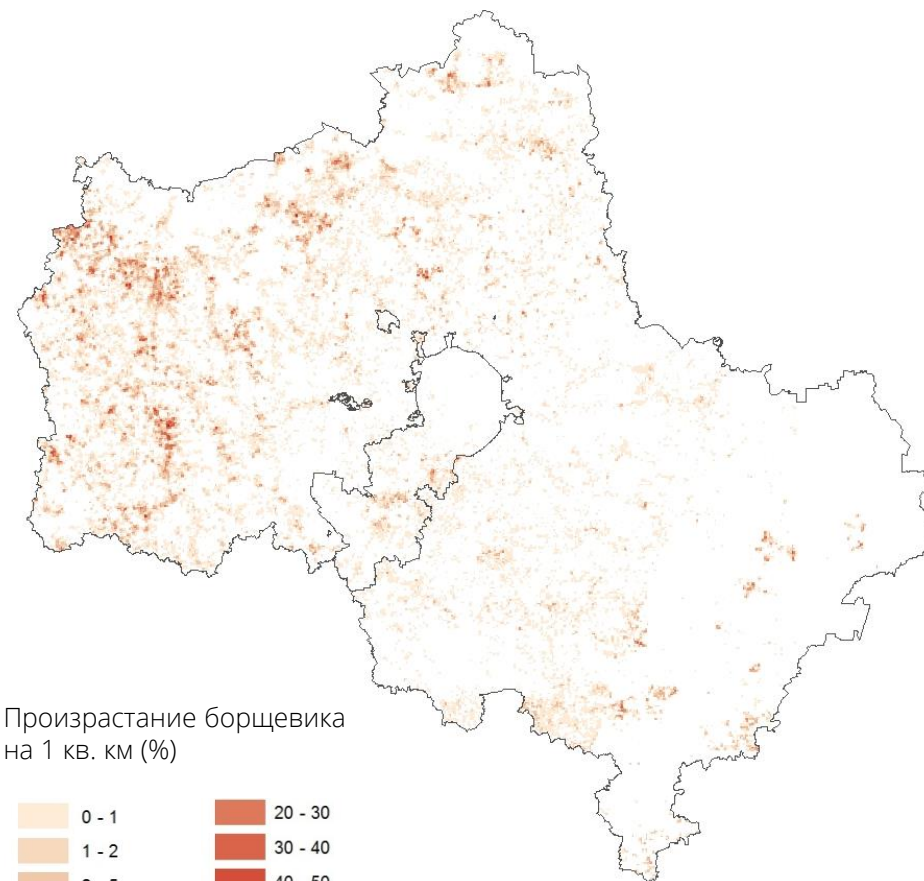 Произрастание борщевика
на 1 кв. км (%)
0 - 1
20 - 30
1 - 2
30 - 40